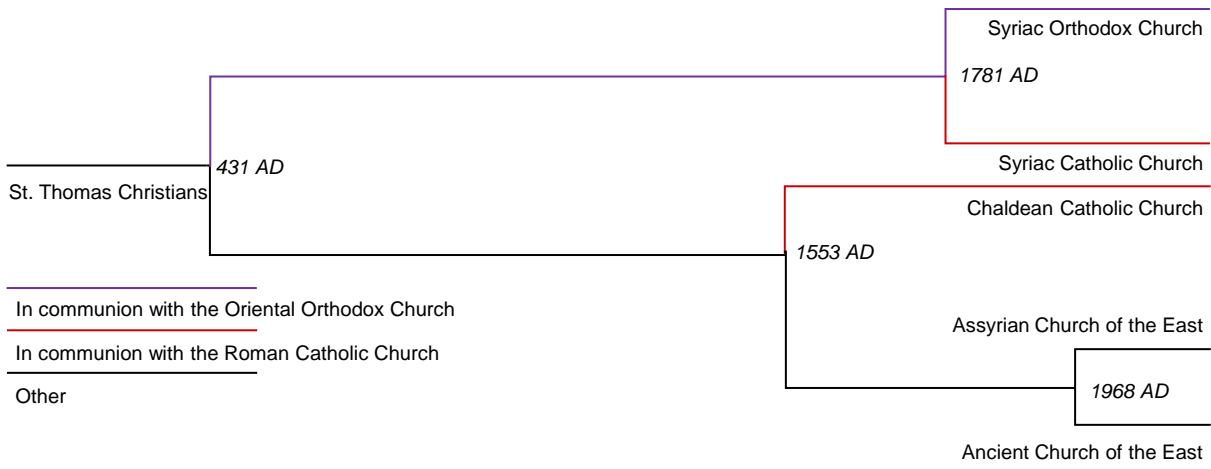 Syriac Orthodox Church
1781 AD
431 AD
Syriac Catholic Church
St. Thomas Christians
Chaldean Catholic Church
1553 AD
In communion with the Oriental Orthodox Church
Assyrian Church of the East
In communion with the Roman Catholic Church
1968 AD
Other
Ancient Church of the East